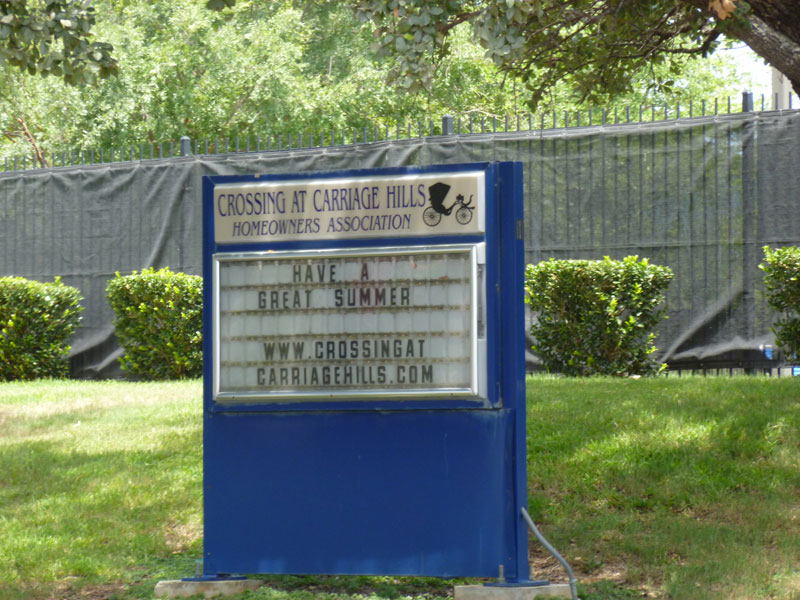 CROSSING AT CARRIAGE HILLS
HOMEOWNERS ASSOCIATION
HAVE A
GREAT SUMMER
WWW.CROSSINGAT
CARRIAGEHILLS.COM